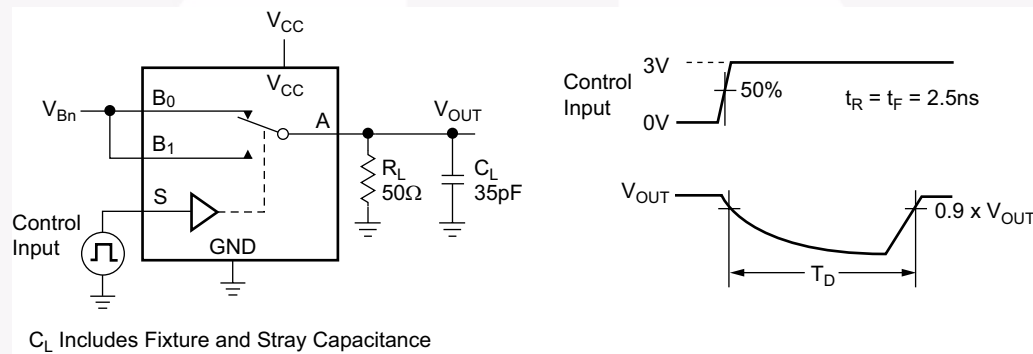 V_CC
V_CC
V_Bn
B_0
A
V_OUT
B_1
R_L
50Ω
C_L
35pF
S
Control
Input
GND
C_L Includes Fixture and Stray Capacitance
Control
Input
3V
50%
t_R = t_F = 2.5ns
0V
V_OUT
0.9 x V_OUT
T_D